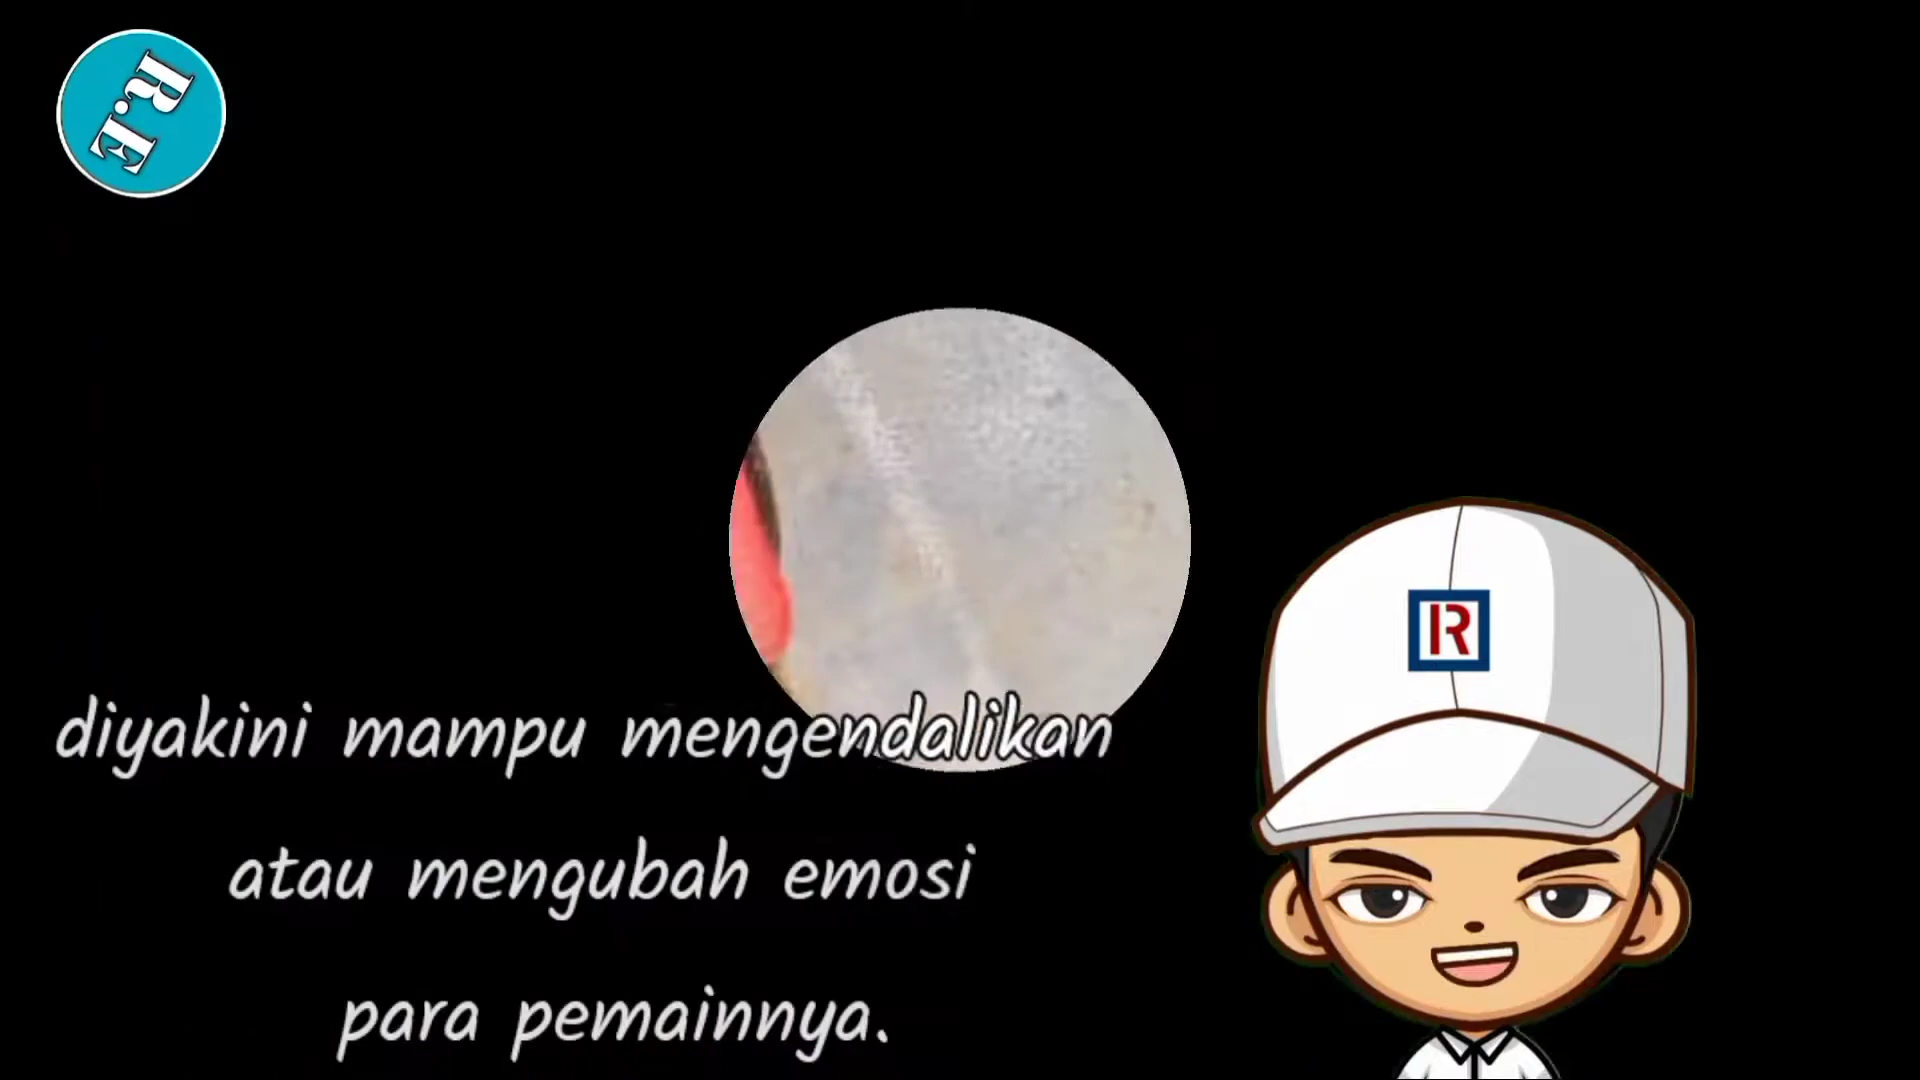 R.E
R
diyakini mampu mengendalikan
atau mengubah emosi
para pemainnya.